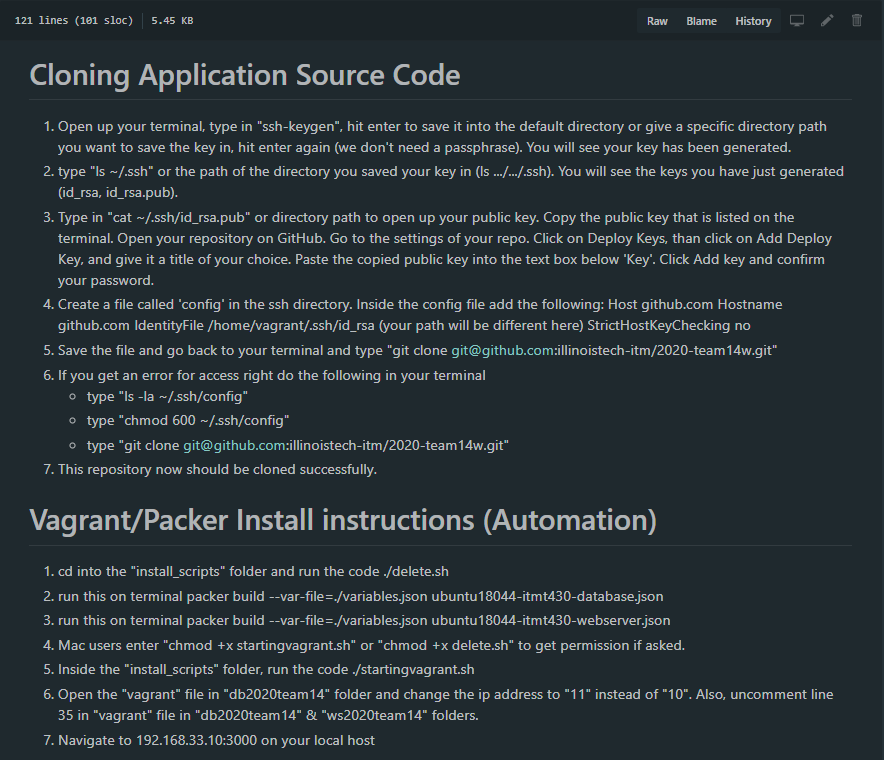 121 lines (101 sloc) 5.45 KB Raw Blame History
Cloning Application Source Code
1. Open up your terminal, type in "ssh-keygen", hit enter to save it into the default directory or give a specific directory path
you want to save the key in, hit enter again (we don't need a passphrase). You will see your key has been generated.
2. type "ls ~/.ssh" or the path of the directory you saved your key in (ls .../.../.ssh). You will see the keys you have just generated
(id_rsa, id_rsa.pub).
3. Type in "cat ~/.ssh/id_rsa.pub" or directory path to open up your public key. Copy the public key that is listed on the
terminal. Open your repository on GitHub. Go to the settings of your repo. Click on Deploy Keys, than click on Add Deploy
Key, and give it a title of your choice. Paste the copied public key into the text box below 'Key'. Click Add key and confirm
your password.
4. Create a file called 'config' in the ssh directory. Inside the config file add the following: Host github.com Hostname
github.com IdentityFile /home/vagrant/.ssh/id_rsa (your path will be different here) StrictHostKeyChecking no
5. Save the file and go back to your terminal and type "git clone git@github.com:illinoistech-itm/2020-team14w.git"
6. If you get an error for access right do the following in your terminal
○ type "ls -la ~/.ssh/config"
○ type "chmod 600 ~/.ssh/config"
○ type "git clone git@github.com:illinoistech-itm/2020-team14w.git"
7. This repository now should be cloned successfully.
Vagrant/Packer Install instructions (Automation)
1. cd into the "install_scripts" folder and run the code ./delete.sh
2. run this on terminal packer build --var-file=./variables.json ubuntu18044-itmt430-database.json
3. run this on terminal packer build --var-file=./variables.json ubuntu18044-itmt430-webserver.json
4. Mac users enter "chmod +x startingvagrant.sh" or "chmod +x delete.sh" to get permission if asked.
5. Inside the "install_scripts" folder, run the code ./startingvagrant.sh
6. Open the "vagrant" file in "db2020team14" folder and change the ip address to "11" instead of "10". Also, uncomment line
35 in "vagrant" file in "db2020team14" & "ws2020team14" folders.
7. Navigate to 192.168.33.10:3000 on your local host